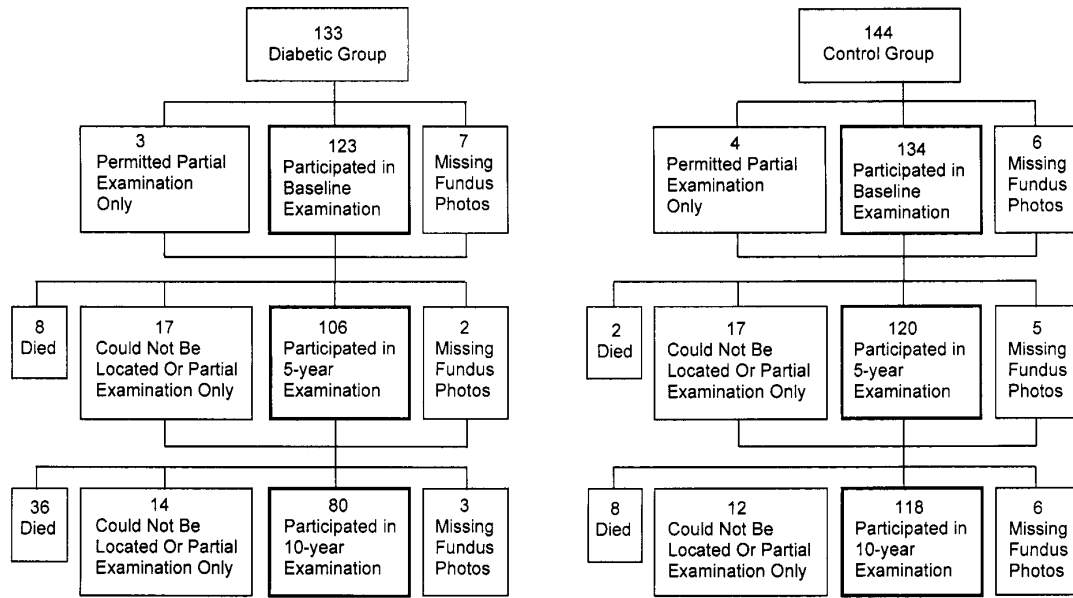 133
Diabetic Group
144
Control Group
3
Permitted Partial
Examination
Only
123
Participated in
Baseline
Examination
7
Missing
Fundus
Photos
4
Permitted Partial
Examination
Only
134
Participated in
Baseline
Examination
6
Missing
Fundus
Photos
8
Died
17
Could Not Be
Located Or Partial
Examination Only
106
Participated in
5-year
Examination
2
Missing
Fundus
Photos
2
Died
17
Could Not Be
Located Or Partial
Examination Only
120
Participated in
5-year
Examination
5
Missing
Fundus
Photos
36
Died
14
Could Not Be
Located Or Partial
Examination Only
80
Participated in
10-year
Examination
3
Missing
Fundus
Photos
8
Died
12
Could Not Be
Located Or Partial
Examination Only
118
Participated in
10-year
Examination
6
Missing
Fundus
Photos